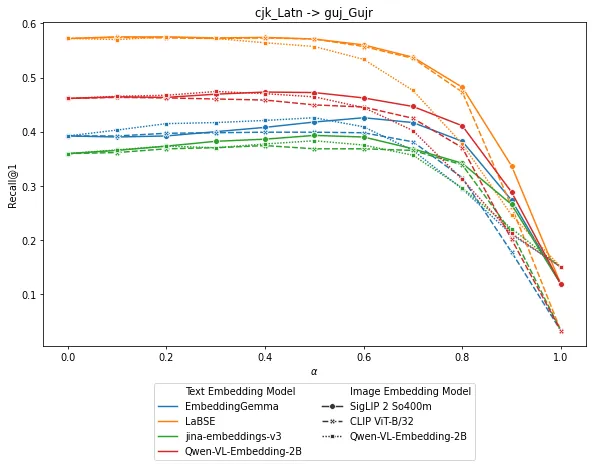 cjk_Latn -> guj_Gujr
0.6
0.5
0.4
0.3
0.2
0.1
Recall@1
0.0
0.2
0.4
0.6
0.8
1.0
α
Text Embedding Model
EmbeddingGemma
LaBSE
jina-embeddings-v3
Qwen-VL-Embedding-2B
Image Embedding Model
SigLIP 2 So400m
CLIP ViT-B/32
Qwen-VL-Embedding-2B